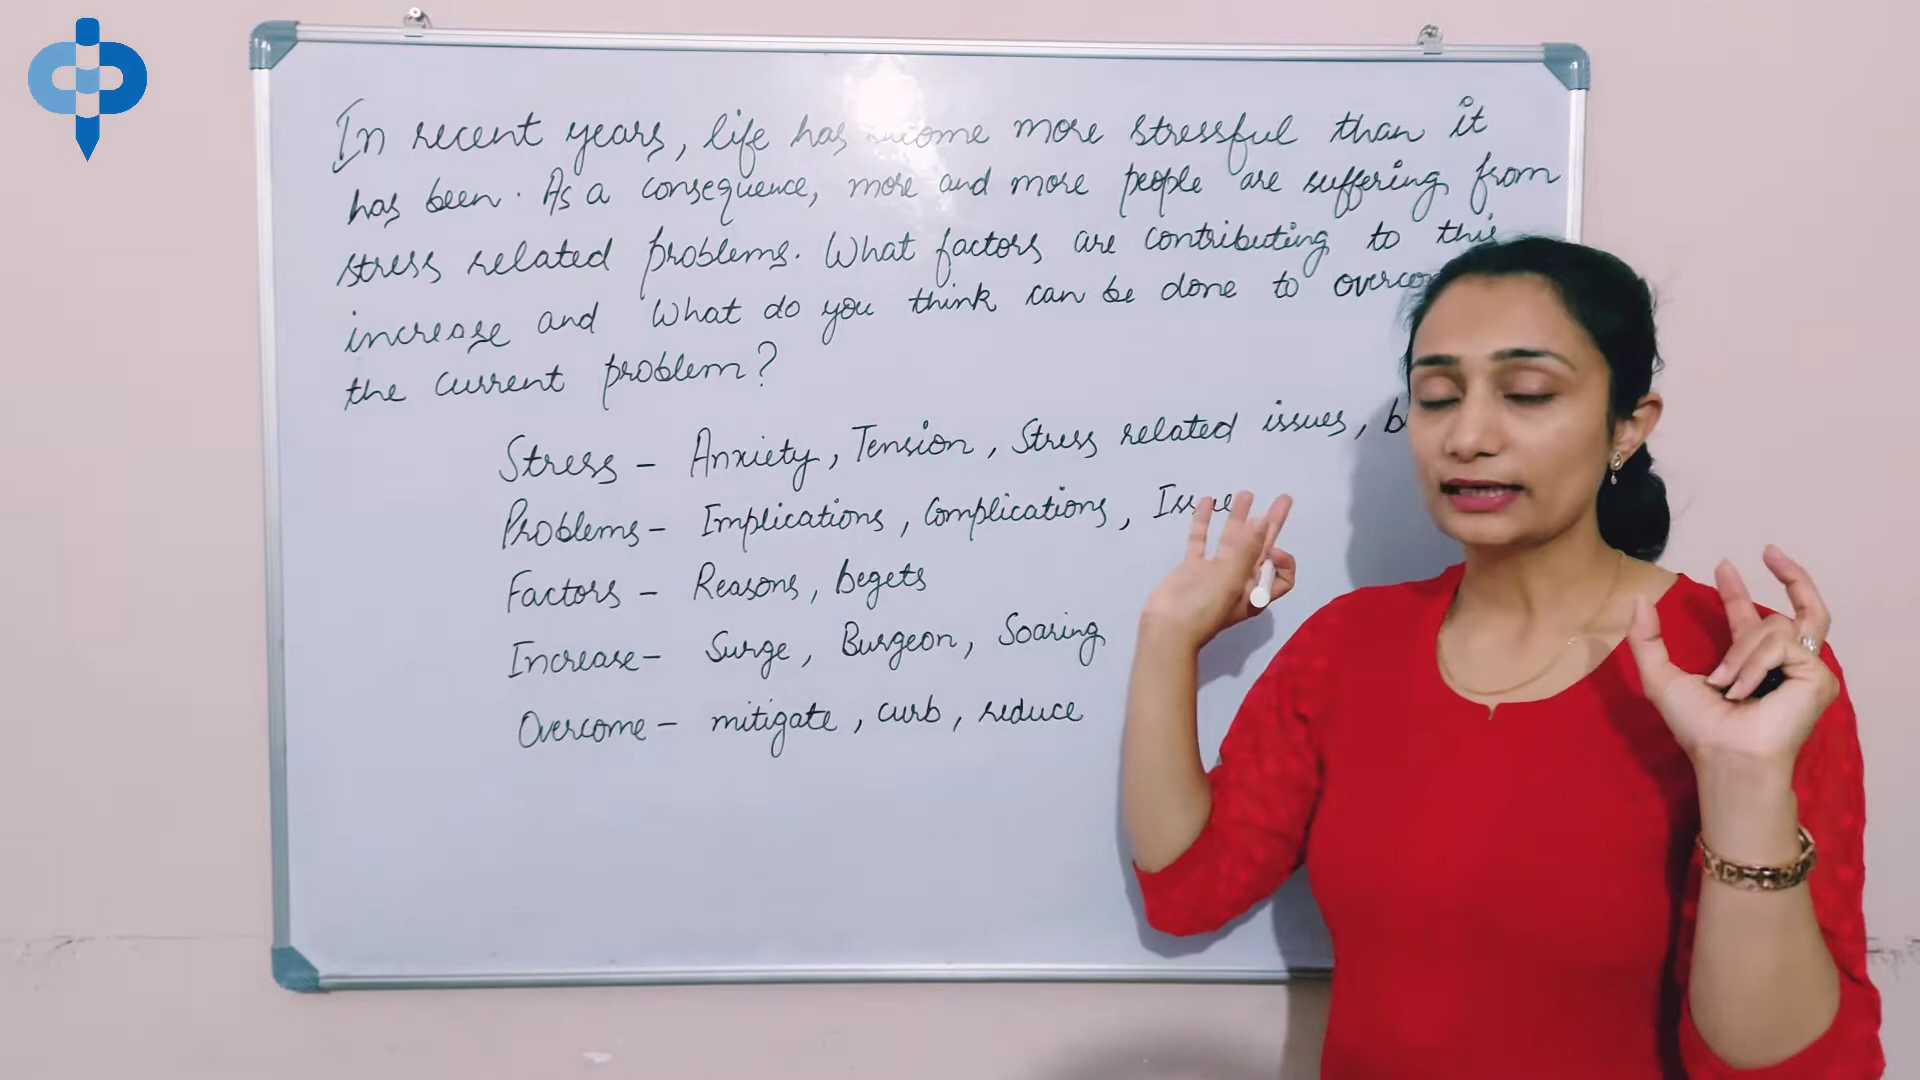 In recent years, life has become more stressful than it
has been. As a consequence, more and more people are suffering from
stress related problems. What factors are contributing to this
increase and What do you think can be done to
the current problem?
Stress – Anxiety, Tension, Stress related issues,
Problems – Implications, Complications, Issue
Factors – Reasons, begets
Increase – Surge, Burgeon, Soaring
Overcome – mitigate, curb, reduce